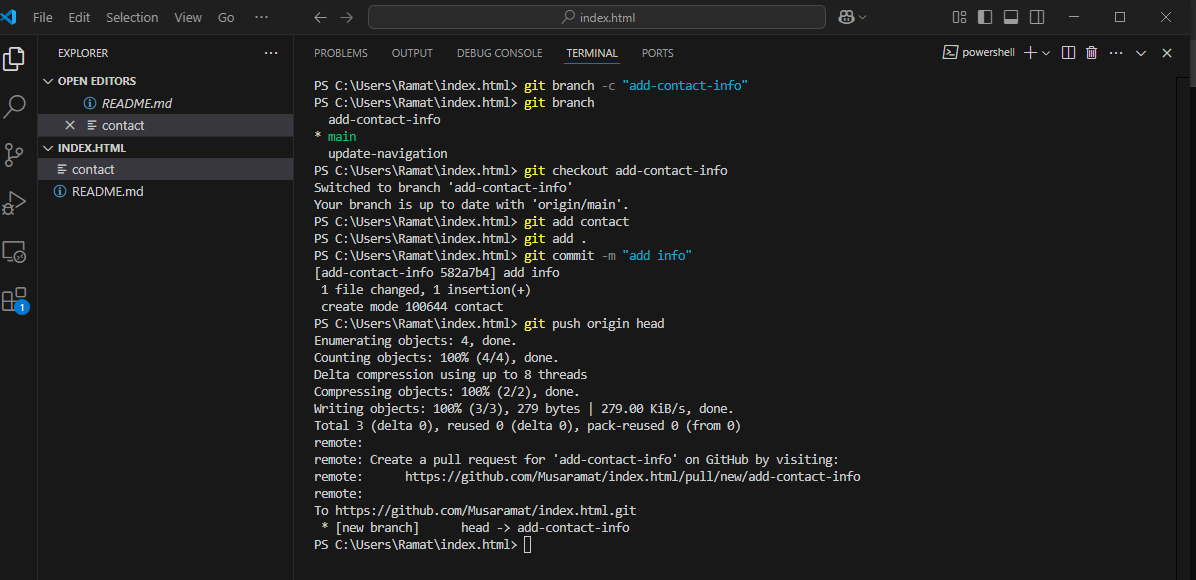 File Edit Selection View Go ··· index.html
EXPLORER ···
OPEN EDITORS
README.md
contact
INDEX.HTML
contact
README.md
1
PROBLEMS OUTPUT DEBUG CONSOLE TERMINAL PORTS powershell
PS C:\Users\Ramat\index.html> git branch -c "add-contact-info"
PS C:\Users\Ramat\index.html> git branch
  add-contact-info
* main
  update-navigation
PS C:\Users\Ramat\index.html> git checkout add-contact-info
Switched to branch 'add-contact-info'
Your branch is up to date with 'origin/main'.
PS C:\Users\Ramat\index.html> git add contact
PS C:\Users\Ramat\index.html> git add .
PS C:\Users\Ramat\index.html> git commit -m "add info"
[add-contact-info 582a7b4] add info
 1 file changed, 1 insertion(+)
 create mode 100644 contact
PS C:\Users\Ramat\index.html> git push origin head
Enumerating objects: 4, done.
Counting objects: 100% (4/4), done.
Delta compression using up to 8 threads
Compressing objects: 100% (2/2), done.
Writing objects: 100% (3/3), 279 bytes | 279.00 KiB/s, done.
Total 3 (delta 0), reused 0 (delta 0), pack-reused 0 (from 0)
remote:
remote: Create a pull request for 'add-contact-info' on GitHub by visiting:
remote:      https://github.com/Musaramat/index.html/pull/new/add-contact-info
remote:
To https://github.com/Musaramat/index.html.git
 * [new branch]      head -> add-contact-info
PS C:\Users\Ramat\index.html>